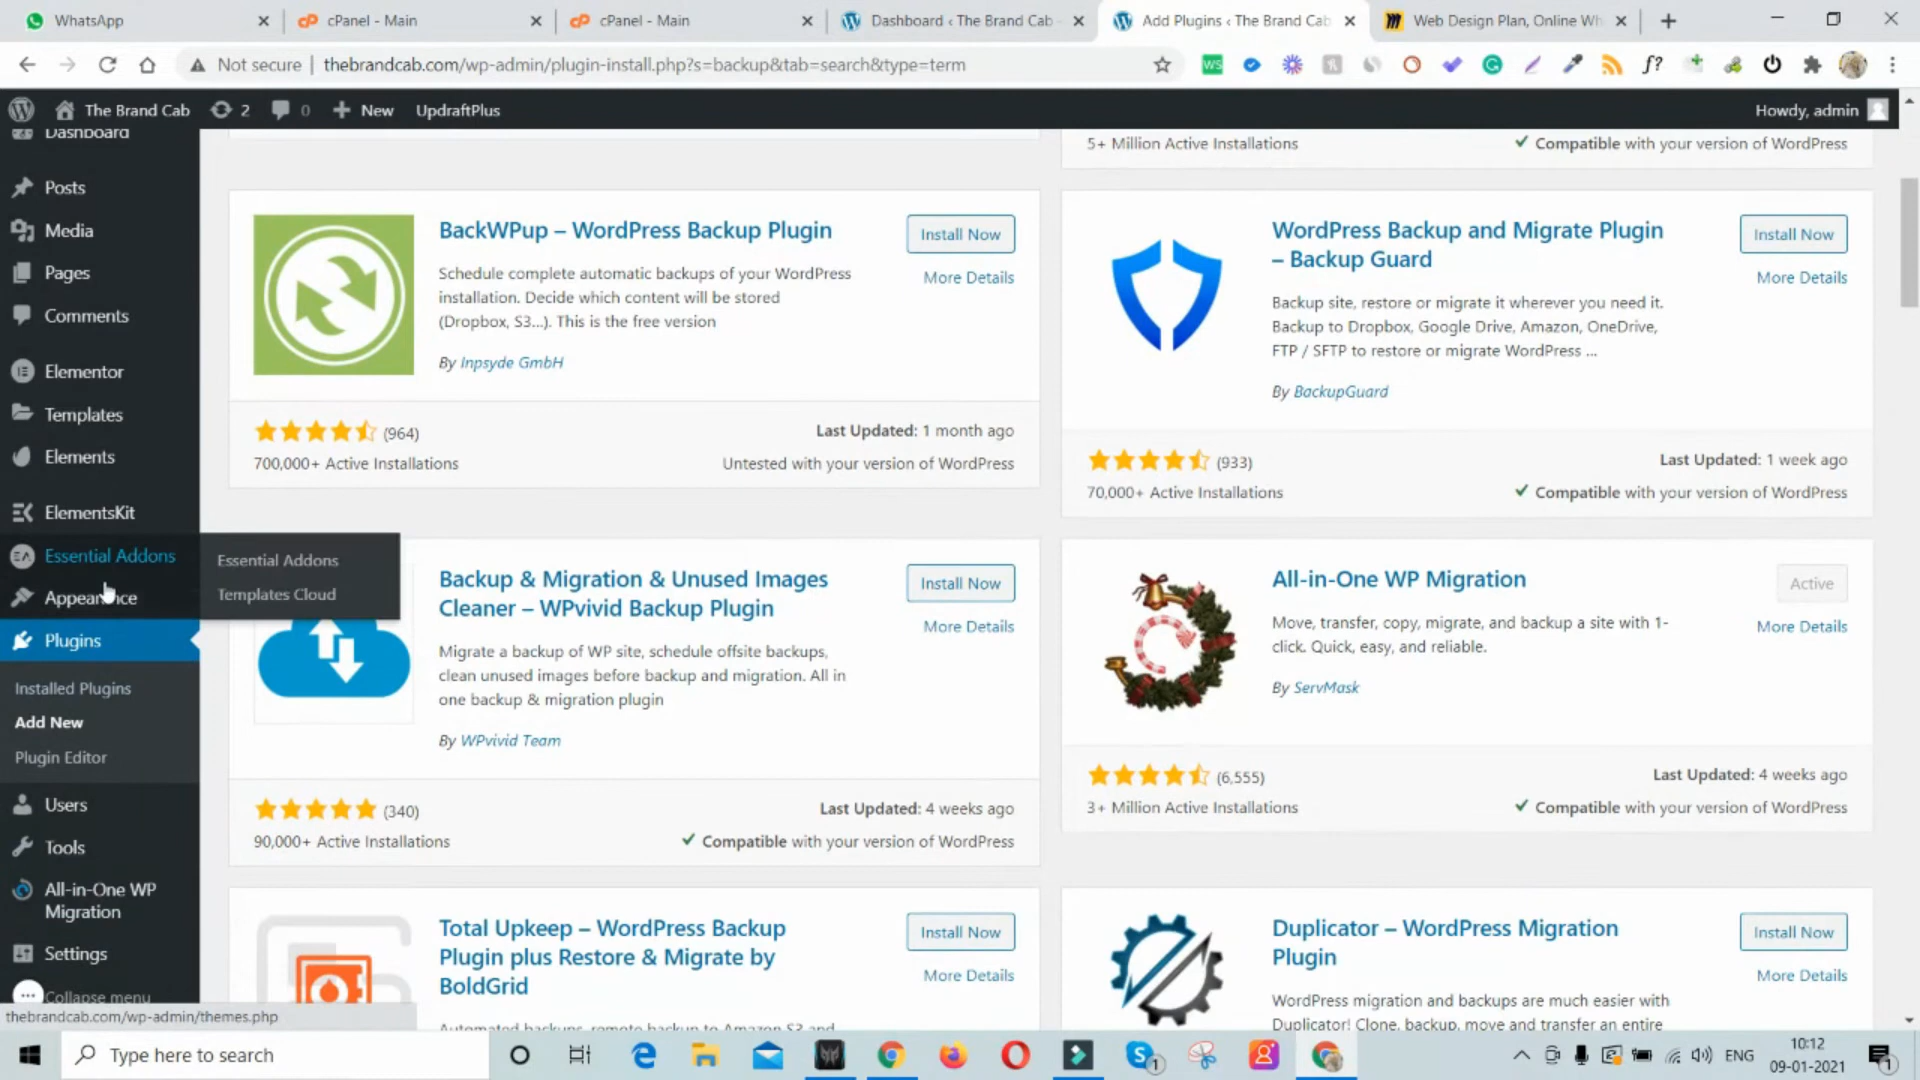 WhatsApp
cPanel - Main
cPanel - Main
Dashboard ‹ The Brand Cab
Add Plugins ‹ The Brand Cab
Web Design Plan, Online Wh
Not secure | thebrandcab.com/wp-admin/plugin-install.php?s=backup&tab=search&type=term
The Brand Cab
2
0
New
UpdraftPlus
Howdy, admin
Dashboard
Posts
Media
Pages
Comments
Elementor
Templates
Elements
ElementsKit
Essential Addons
Appearance
Plugins
Installed Plugins
Add New
Plugin Editor
Users
Tools
All-in-One WP
Migration
Settings
Collapse menu
Essential Addons
Templates Cloud
5+ Million Active Installations
Compatible with your version of WordPress
BackWPup – WordPress Backup Plugin
Install Now
More Details
Schedule complete automatic backups of your WordPress
installation. Decide which content will be stored
(Dropbox, S3...). This is the free version
By Inpsyde GmbH
(964)
Last Updated: 1 month ago
700,000+ Active Installations
Untested with your version of WordPress
WordPress Backup and Migrate Plugin
– Backup Guard
Install Now
More Details
Backup site, restore or migrate it wherever you need it.
Backup to Dropbox, Google Drive, Amazon, OneDrive,
FTP / SFTP to restore or migrate WordPress ...
By BackupGuard
(933)
Last Updated: 1 week ago
70,000+ Active Installations
Compatible with your version of WordPress
Backup & Migration & Unused Images
Cleaner – WPvivid Backup Plugin
Install Now
More Details
Migrate a backup of WP site, schedule offsite backups,
clean unused images before backup and migration. All in
one backup & migration plugin
By WPvivid Team
(340)
Last Updated: 4 weeks ago
90,000+ Active Installations
Compatible with your version of WordPress
All-in-One WP Migration
Active
More Details
Move, transfer, copy, migrate, and backup a site with 1-
click. Quick, easy, and reliable.
By ServMask
(6,555)
Last Updated: 4 weeks ago
3+ Million Active Installations
Compatible with your version of WordPress
Total Upkeep – WordPress Backup
Plugin plus Restore & Migrate by
BoldGrid
Install Now
More Details
Automated backups, remote backup to Amazon S3 and
Duplicator – WordPress Migration
Plugin
Install Now
More Details
WordPress migration and backups are much easier with
Duplicator! Clone, backup, move and transfer an entire
thebrandcab.com/wp-admin/themes.php
Type here to search
ENG
10:12
09-01-2021